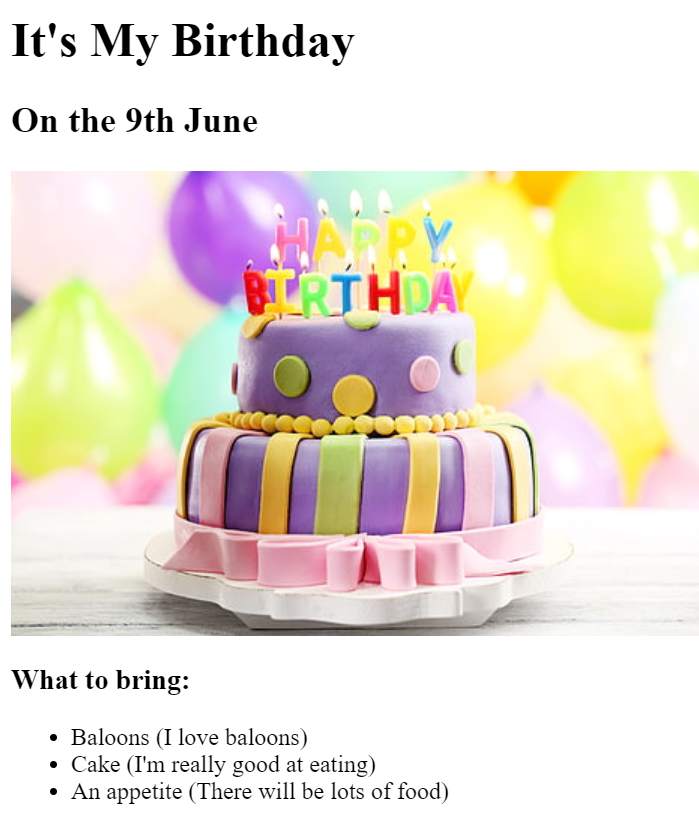 It's My Birthday
On the 9th June
HAPPY
BIRTHDAY
What to bring:
Baloons (I love baloons)
Cake (I'm really good at eating)
An appetite (There will be lots of food)